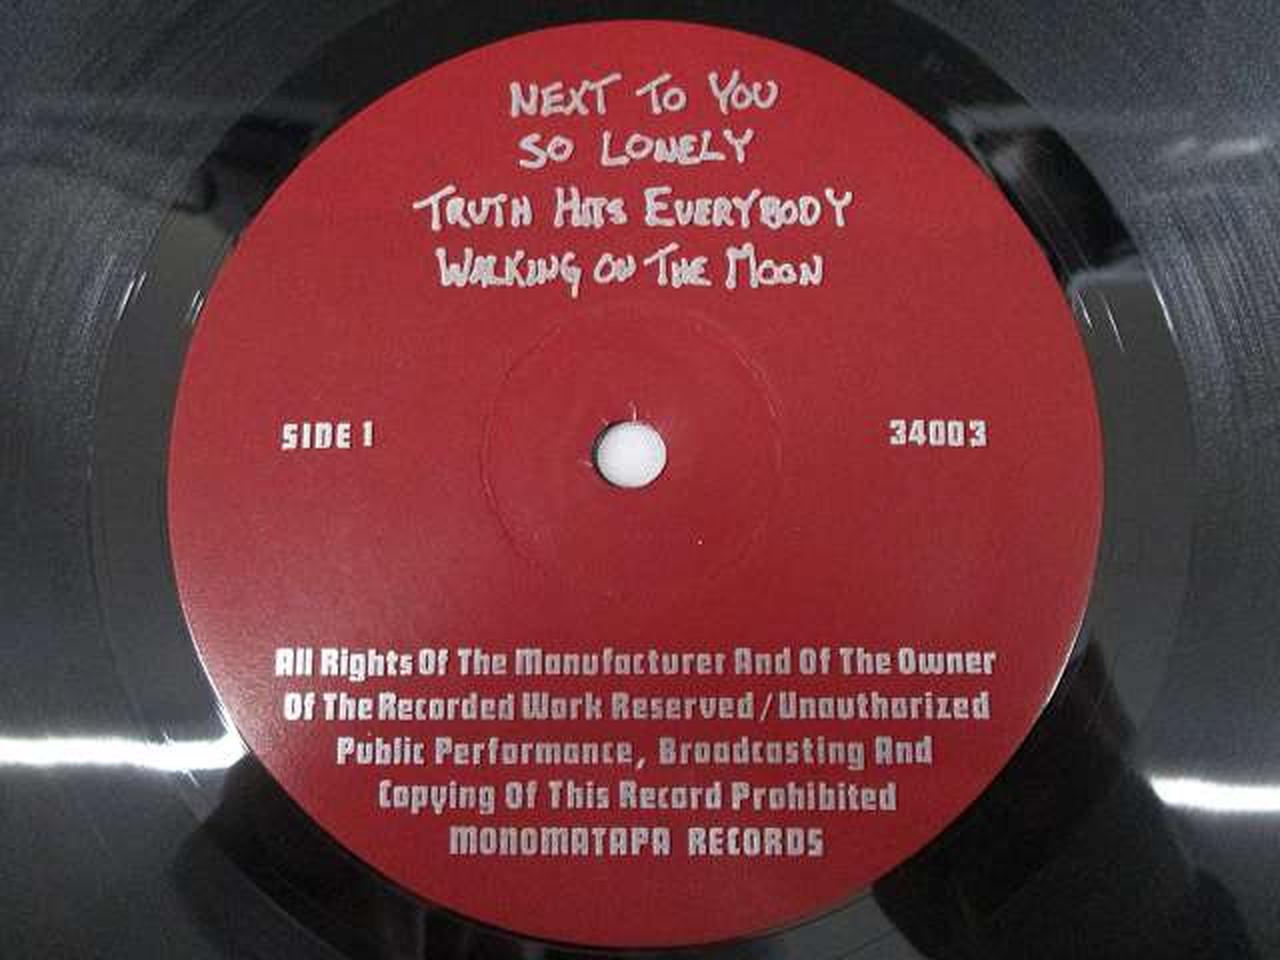 NEXT TO YOU
SO LONELY
TRUTH HITS EVERYBODY
WALKING ON THE MOON
SIDE 1
34003
All Rights Of The Manufacturer And Of The Owner
Of The Recorded Work Reserved / Unauthorized
Public Performance, Broadcasting And
Copying Of This Record Prohibited
MONOMATAPA RECORDS